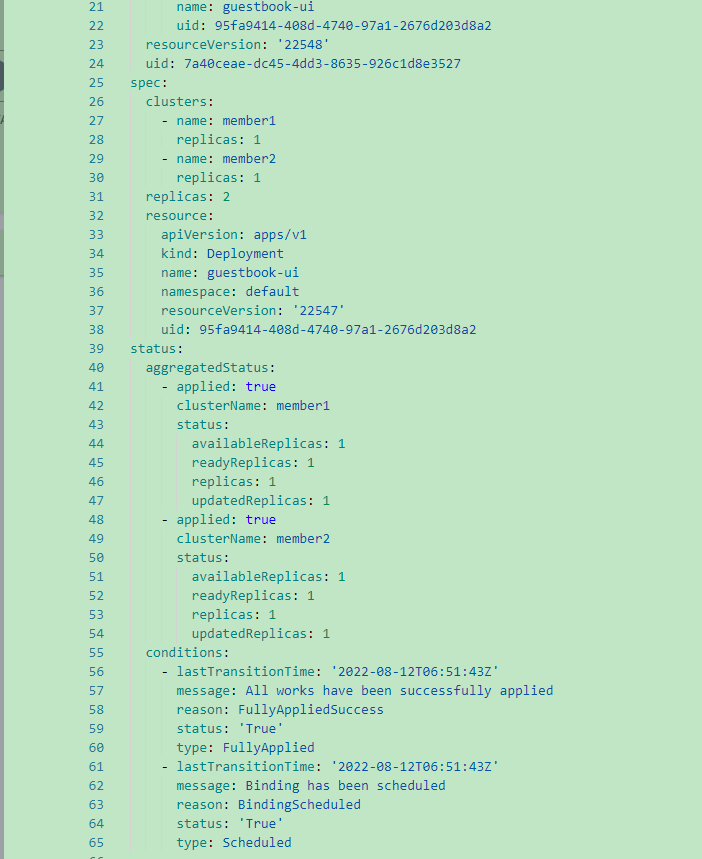 21 name: guestbook-ui
22 uid: 95fa9414-408d-4740-97a1-2676d203d8a2
23 resourceVersion: '22548'
24 uid: 7a40ceae-dc45-4dd3-8635-926c1d8e3527
25 spec:
26 clusters:
27 - name: member1
28 replicas: 1
29 - name: member2
30 replicas: 1
31 replicas: 2
32 resource:
33 apiVersion: apps/v1
34 kind: Deployment
35 name: guestbook-ui
36 namespace: default
37 resourceVersion: '22547'
38 uid: 95fa9414-408d-4740-97a1-2676d203d8a2
39 status:
40 aggregatedStatus:
41 - applied: true
42 clusterName: member1
43 status:
44 availableReplicas: 1
45 readyReplicas: 1
46 replicas: 1
47 updatedReplicas: 1
48 - applied: true
49 clusterName: member2
50 status:
51 availableReplicas: 1
52 readyReplicas: 1
53 replicas: 1
54 updatedReplicas: 1
55 conditions:
56 - lastTransitionTime: '2022-08-12T06:51:43Z'
57 message: All works have been successfully applied
58 reason: FullyAppliedSuccess
59 status: 'True'
60 type: FullyApplied
61 - lastTransitionTime: '2022-08-12T06:51:43Z'
62 message: Binding has been scheduled
63 reason: BindingScheduled
64 status: 'True'
65 type: Scheduled